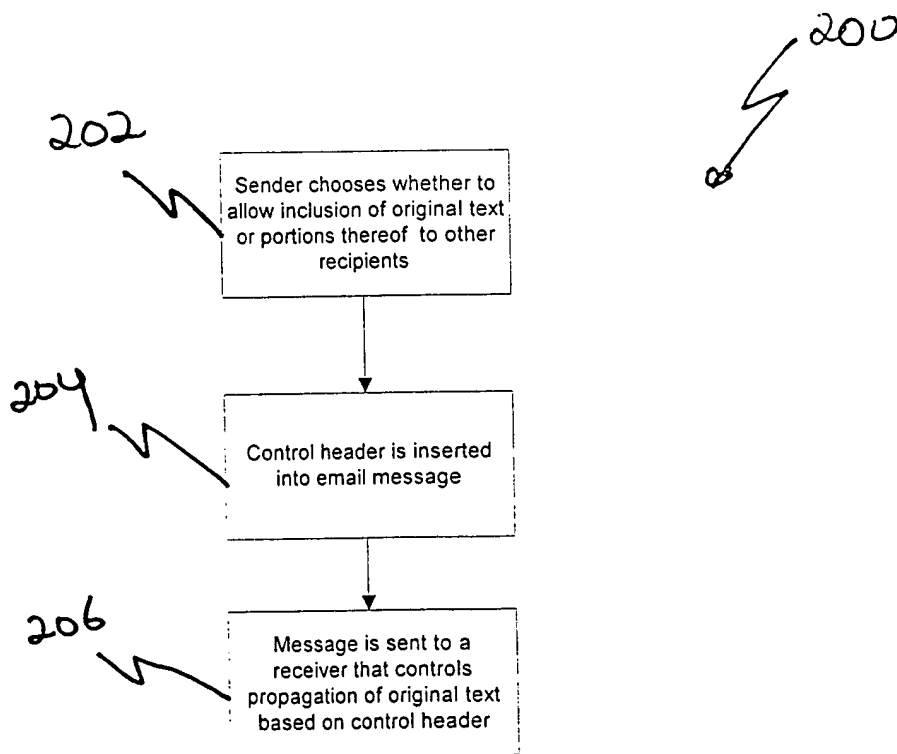 200
202
Sender chooses whether to
allow inclusion of original text
or portions thereof to other
recipients
204
Control header is inserted
into email message
206
Message is sent to a
receiver that controls
propagation of original text
based on control header